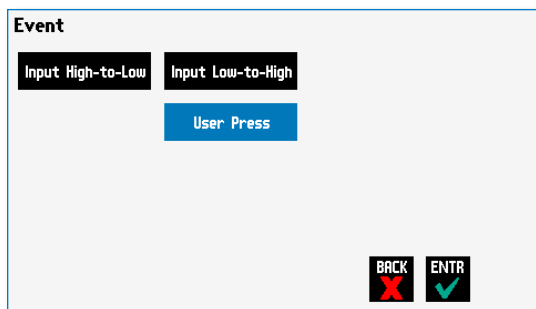 Event
Input High-to-Low Input Low-to-High
User Press
BACK ENTR